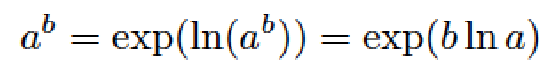 a^b = exp(ln(a^b)) = exp(b ln a)